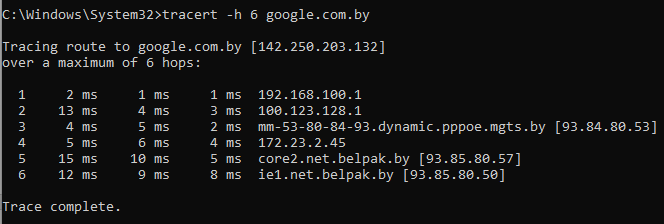 C:\Windows\System32>tracert -h 6 google.com.by
Tracing route to google.com.by [142.250.203.132]
over a maximum of 6 hops:
1 2 ms 1 ms 1 ms 192.168.100.1
2 13 ms 4 ms 3 ms 100.123.128.1
3 4 ms 5 ms 2 ms mm-53-80-84-93.dynamic.pppoe.mgts.by [93.84.80.53]
4 5 ms 6 ms 4 ms 172.23.2.45
5 15 ms 10 ms 5 ms core2.net.belpak.by [93.85.80.57]
6 12 ms 9 ms 8 ms ie1.net.belpak.by [93.85.80.50]
Trace complete.